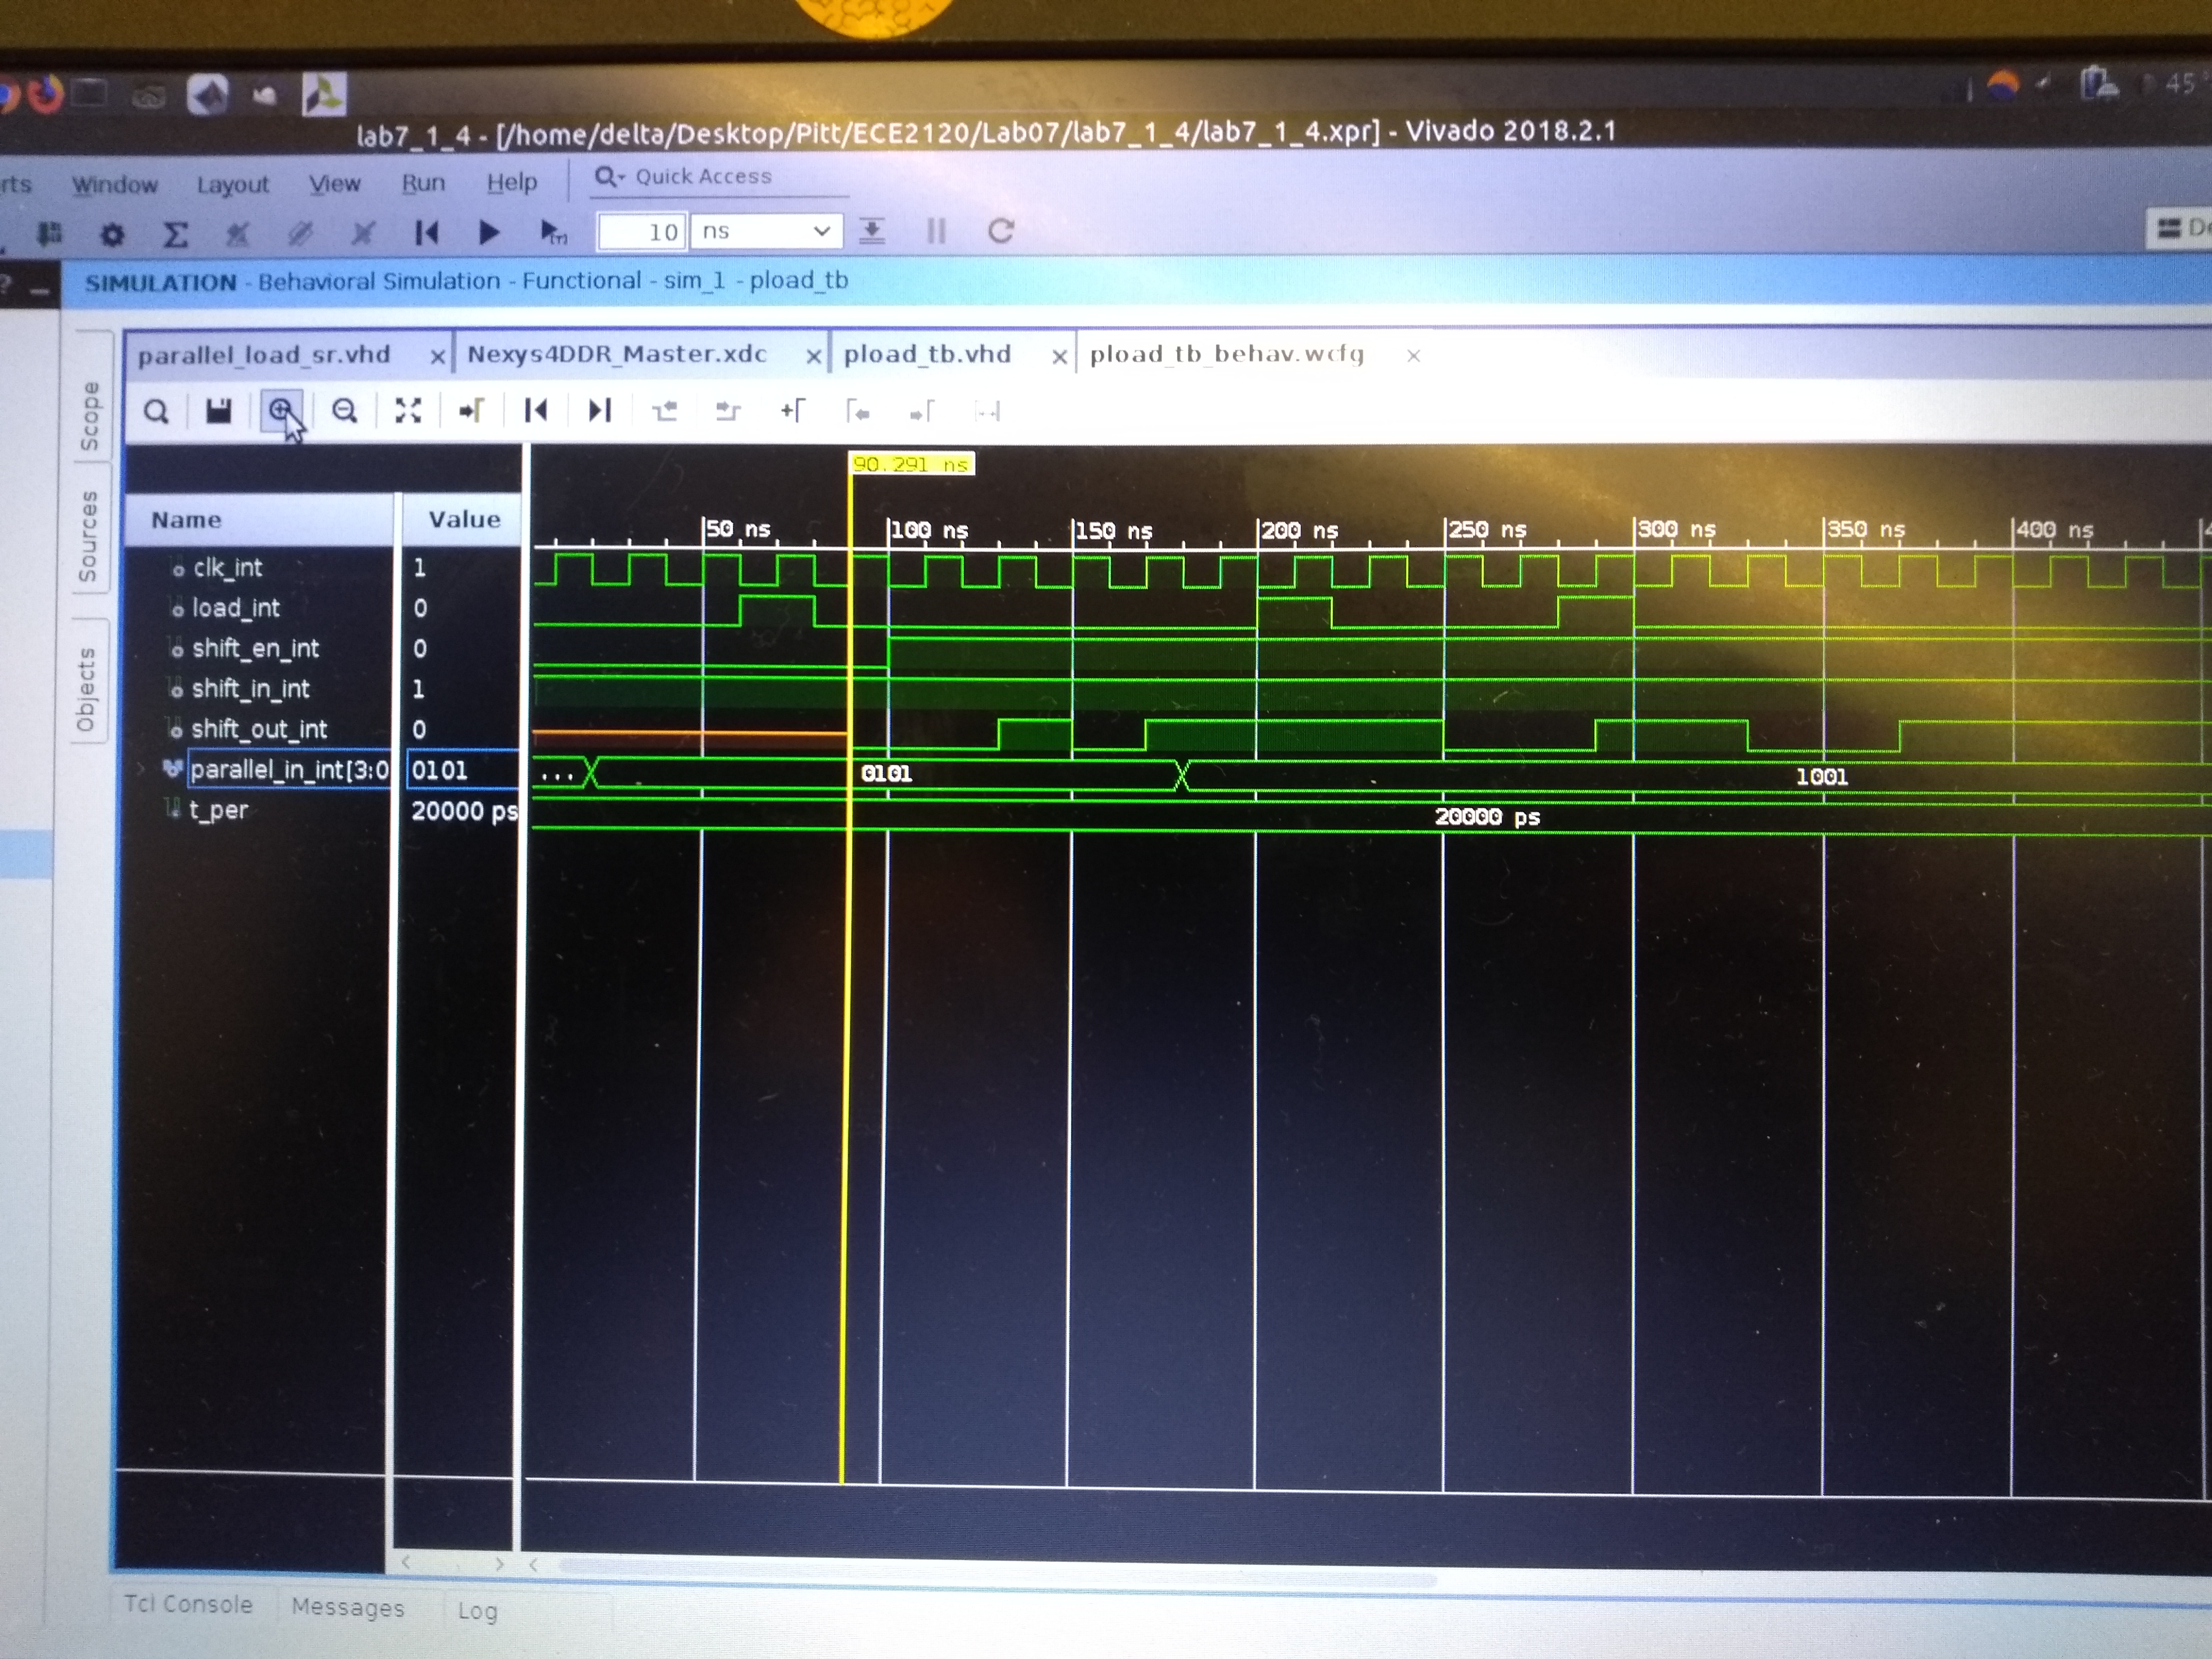 45
lab7_1_4 - [/home/delta/Desktop/Pitt/ECE2120/Lab07/lab7_1_4/lab7_1_4.xpr] - Vivado 2018.2.1
rts Window Layout View Run Help Quick Access
10 ns
De
? SIMULATION - Behavioral Simulation - Functional - sim_1 - pload_tb
parallel_load_sr.vhd Nexys4DDR_Master.xdc pload_tb.vhd pload_tb_behav.wcfg
Scope
Sources
Objects
90.291 ns
Name Value
50 ns 100 ns 150 ns 200 ns 250 ns 300 ns 350 ns 400 ns 4
clk_int 1
load_int 0
shift_en_int 0
shift_in_int 1
shift_out_int 0
parallel_in_int[3:0 0101 ... 0101 1001
t_per 20000 ps 20000 ps
Tcl Console Messages Log